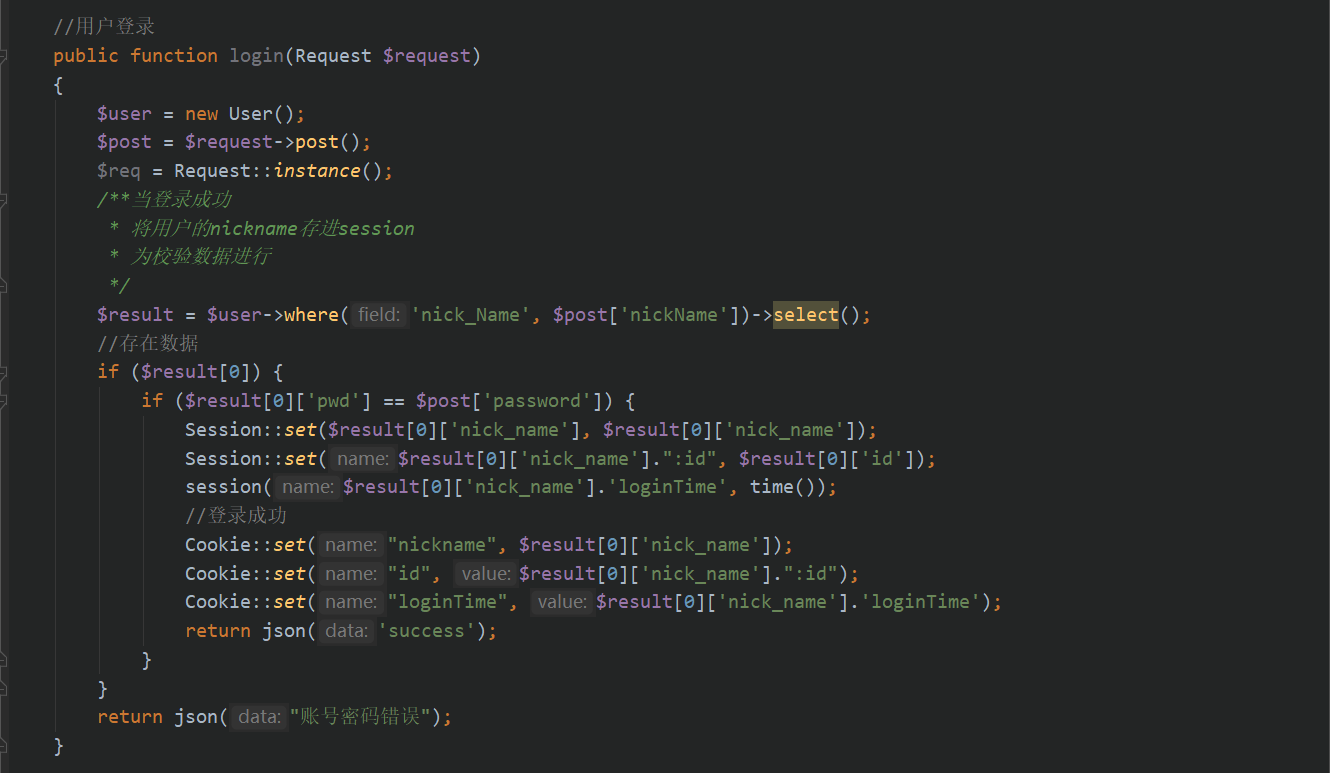 //用户登录
public function login(Request $request)
{
$user = new User();
$post = $request->post();
$req = Request::instance();
/**当登录成功
* 将用户的nickname存进session
* 为校验数据进行
*/
$result = $user->where( field: 'nick_Name', $post['nickName'])->select();
//存在数据
if ($result[0]) {
if ($result[0]['pwd'] == $post['password']) {
Session::set($result[0]['nick_name'], $result[0]['nick_name']);
Session::set( name: $result[0]['nick_name'].":id", $result[0]['id']);
session( name: $result[0]['nick_name'].'loginTime', time());
//登录成功
Cookie::set( name: "nickname", $result[0]['nick_name']);
Cookie::set( name: "id", value: $result[0]['nick_name'].":id");
Cookie::set( name: "loginTime", value: $result[0]['nick_name'].'loginTime');
return json( data: 'success');
}
}
return json( data: "账号密码错误");
}